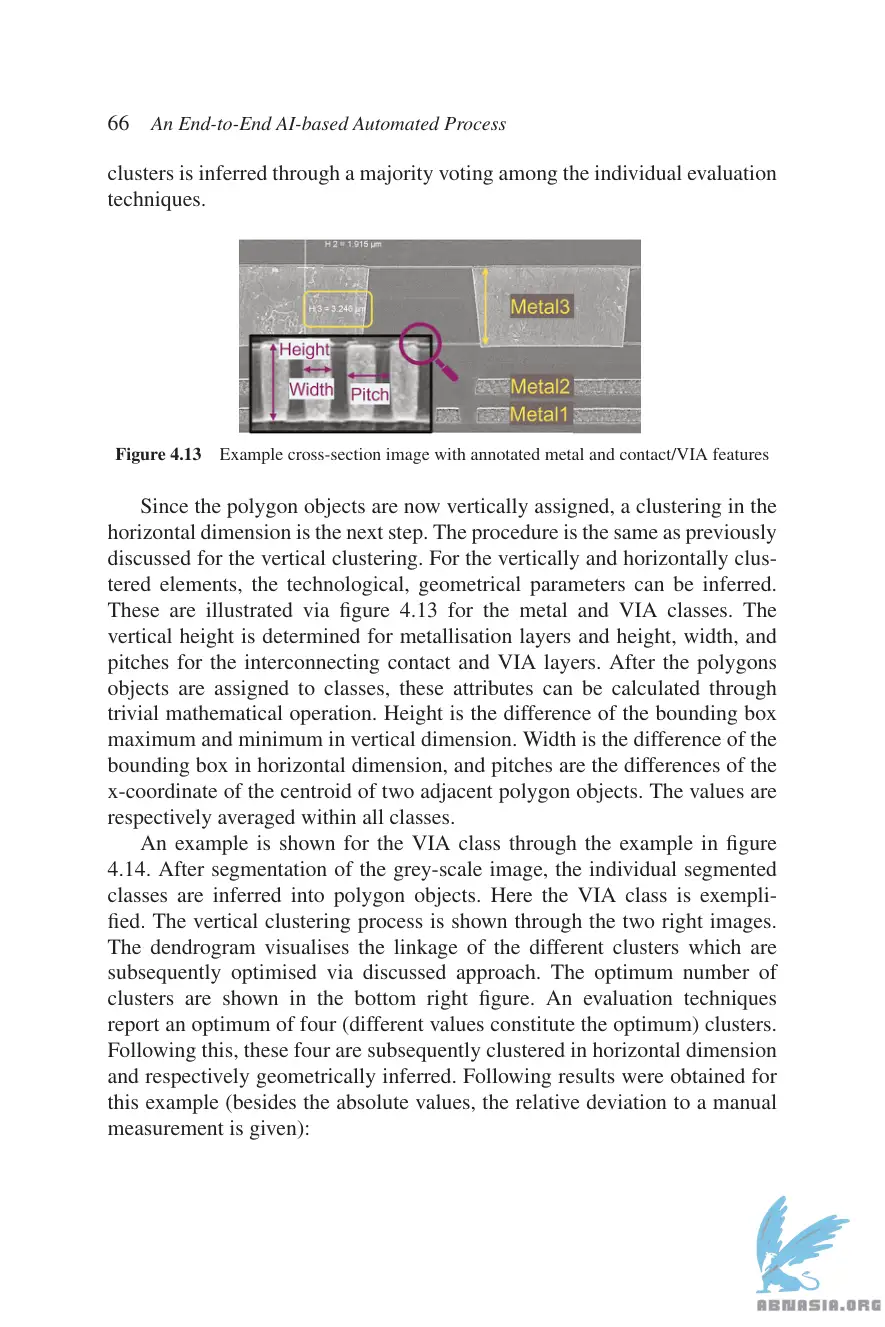 66 An End-to-End AI-based Automated Process
clusters is inferred through a majority voting among the individual evaluation
techniques.
H 2 = 1.915 µm
H 3 = 3.246 µm
Metal3
Height
Width
Pitch
Metal2
Metal1
Figure 4.13 Example cross-section image with annotated metal and contact/VIA features
Since the polygon objects are now vertically assigned, a clustering in the
horizontal dimension is the next step. The procedure is the same as previously
discussed for the vertical clustering. For the vertically and horizontally clus-
tered elements, the technological, geometrical parameters can be inferred.
These are illustrated via figure 4.13 for the metal and VIA classes. The
vertical height is determined for metallisation layers and height, width, and
pitches for the interconnecting contact and VIA layers. After the polygons
objects are assigned to classes, these attributes can be calculated through
trivial mathematical operation. Height is the difference of the bounding box
maximum and minimum in vertical dimension. Width is the difference of the
bounding box in horizontal dimension, and pitches are the differences of the
x-coordinate of the centroid of two adjacent polygon objects. The values are
respectively averaged within all classes.
An example is shown for the VIA class through the example in figure
4.14. After segmentation of the grey-scale image, the individual segmented
classes are inferred into polygon objects. Here the VIA class is exempli-
fied. The vertical clustering process is shown through the two right images.
The dendrogram visualises the linkage of the different clusters which are
subsequently optimised via discussed approach. The optimum number of
clusters are shown in the bottom right figure. An evaluation techniques
report an optimum of four (different values constitute the optimum) clusters.
Following this, these four are subsequently clustered in horizontal dimension
and respectively geometrically inferred. Following results were obtained for
this example (besides the absolute values, the relative deviation to a manual
measurement is given):
ABNASIA.ORG